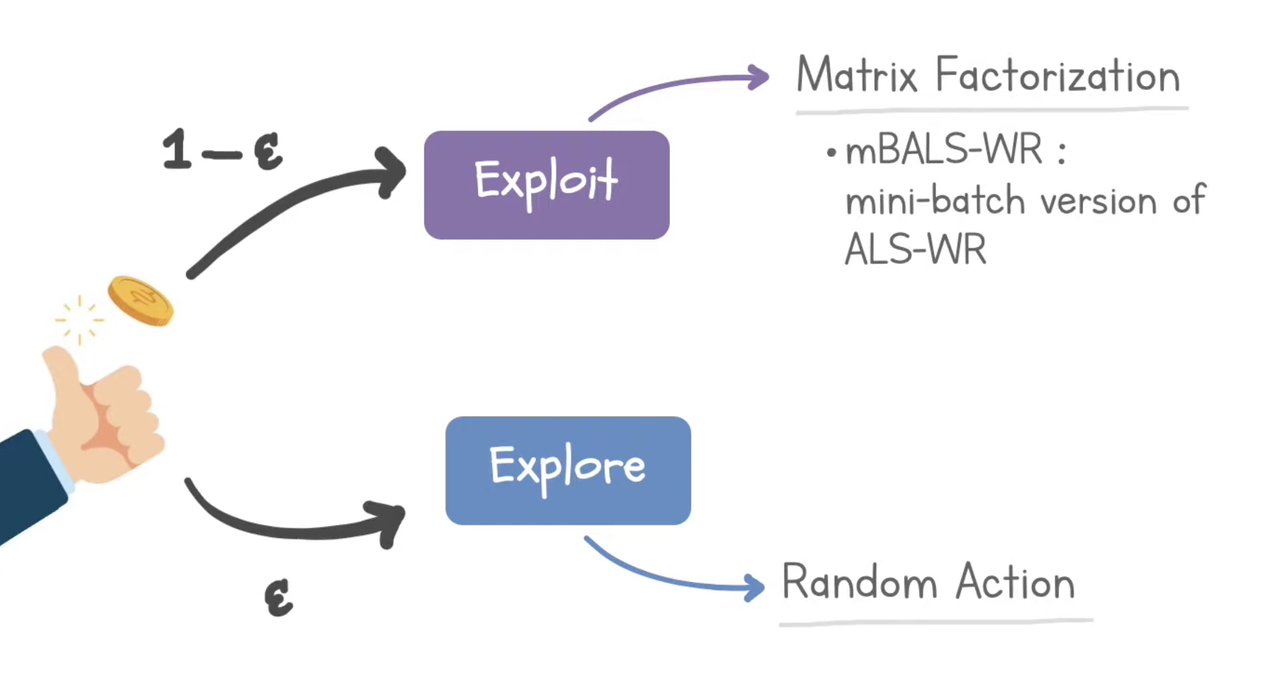 Matrix Factorization
1 - ε
• mBALS-WR :
Exploit
mini-batch version of
ALS-WR
Explore
Random Action
ε